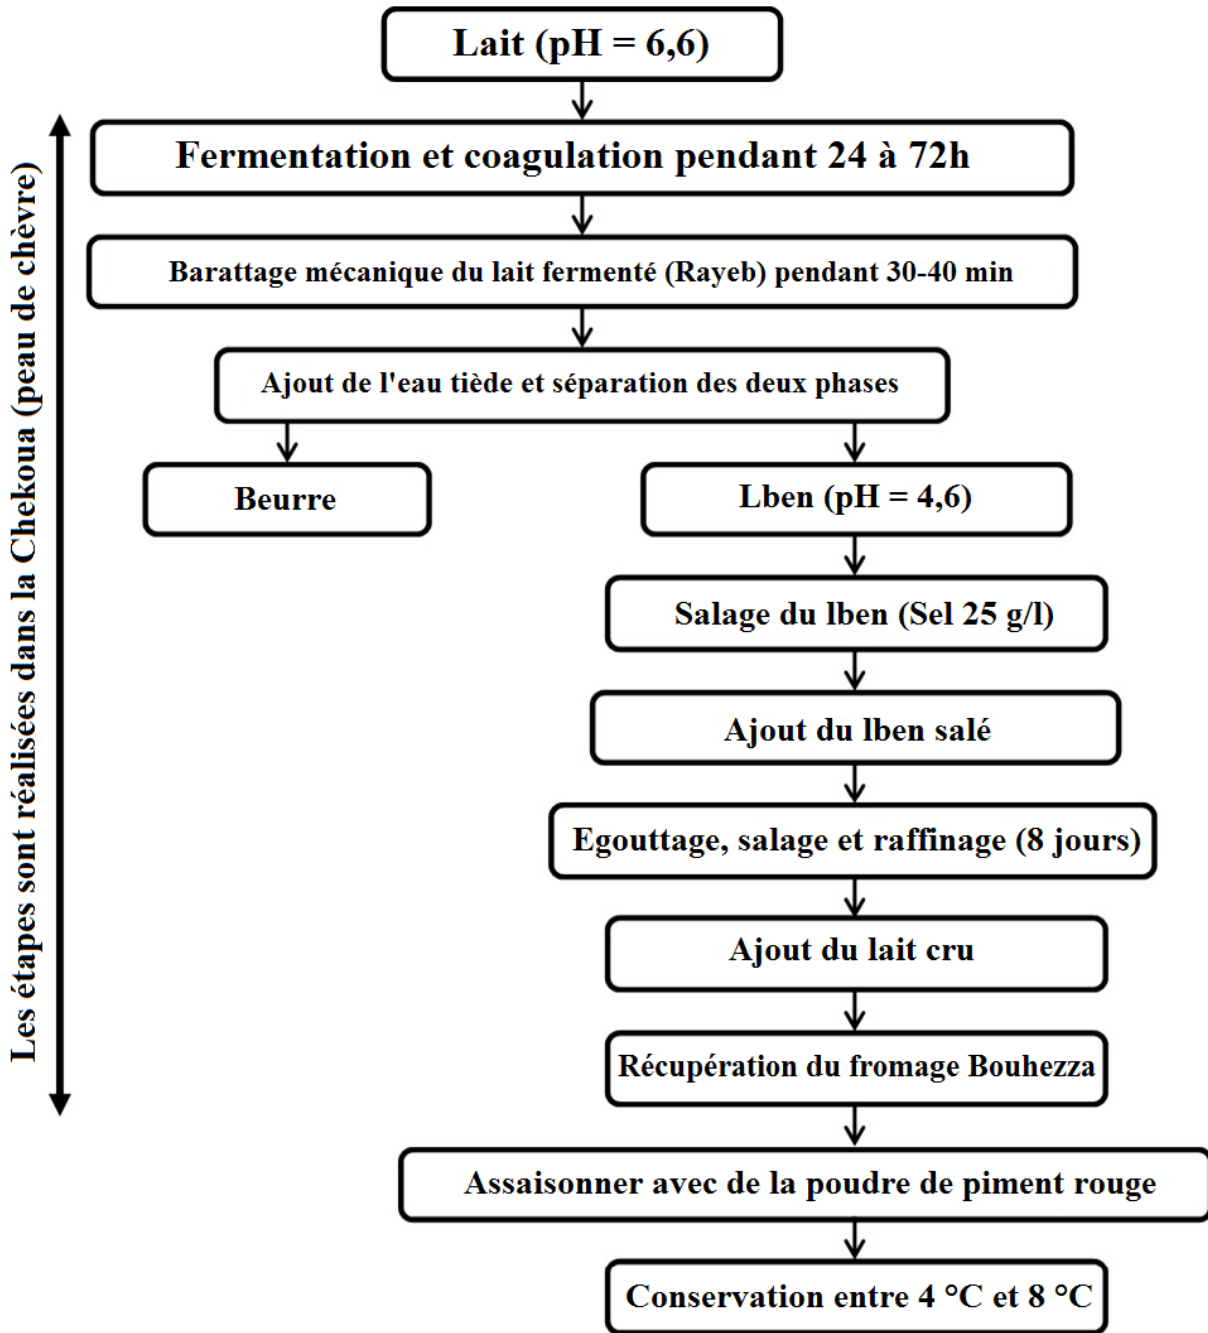 Lait (pH = 6,6)
Fermentation et coagulation pendant 24 à 72h
Barattage mécanique du lait fermenté (Rayeb) pendant 30-40 min
Ajout de l'eau tiède et séparation des deux phases
Beurre
Lben (pH = 4,6)
Salage du lben (Sel 25 g/l)
Ajout du lben salé
Egouttage, salage et raffinage (8 jours)
Ajout du lait cru
Récupération du fromage Bouhezza
Assaisonner avec de la poudre de piment rouge
Conservation entre 4 °C et 8 °C
Les étapes sont réalisées dans la Chekoua (peau de chèvre)